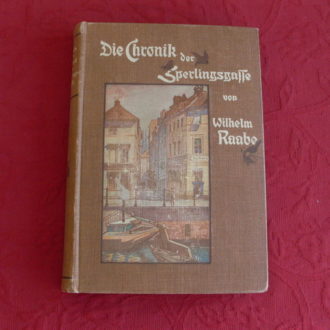 Die Chronik
der
Sperlingsgasse
von
Wilhelm
Raabe